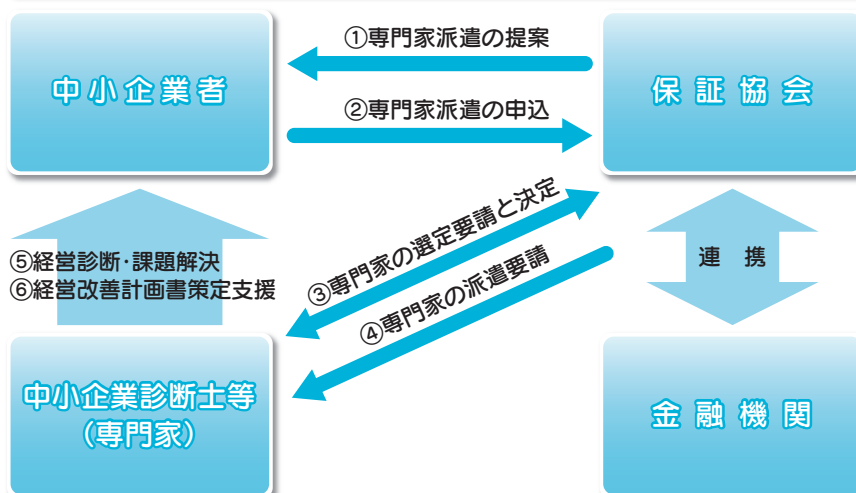 ①専門家派遣の提案
中小企業者
保証協会
②専門家派遣の申込
③専門家の選定要請と決定
④専門家の派遣要請
連携
⑤経営診断・課題解決
⑥経営改善計画書策定支援
中小企業診断士等
（専門家）
金融機関